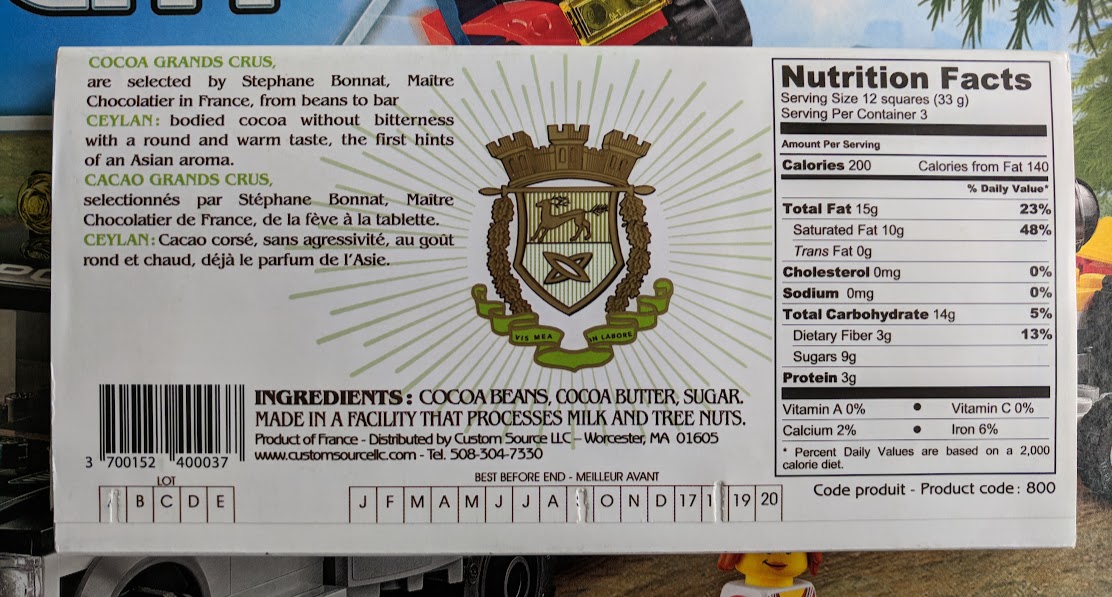 COCOA GRANDS CRUS,
are selected by Stephane Bonnat, Maître
Chocolatier in France, from beans to bar
CEYLAN: bodied cocoa without bitterness
with a round and warm taste, the first hints
of an Asian aroma.
CACAO GRANDS CRUS,
selectionnés par Stéphane Bonnat, Maître
Chocolatier de France, de la fève à la tablette.
CEYLAN: Cacao corsé, sans agressivité, au goût
rond et chaud, déjà le parfum de l'Asie.
VIS MEA IN LABORE
INGREDIENTS: COCOA BEANS, COCOA BUTTER, SUGAR.
MADE IN A FACILITY THAT PROCESSES MILK AND TREE NUTS.
Product of France - Distributed by Custom Source LLC - Worcester, MA 01605
www.customsourcellc.com - Tel. 508-304-7330
3 700152 400037
LOT
B C D E
BEST BEFORE END - MEILLEUR AVANT
J F M A M J J A O N D 17 19 20
Nutrition Facts
Serving Size 12 squares (33 g)
Serving Per Container 3
Amount Per Serving
Calories 200 Calories from Fat 140
% Daily Value*
Total Fat 15g 23%
Saturated Fat 10g 48%
Trans Fat 0g
Cholesterol 0mg 0%
Sodium 0mg 0%
Total Carbohydrate 14g 5%
Dietary Fiber 3g 13%
Sugars 9g
Protein 3g
Vitamin A 0% • Vitamin C 0%
Calcium 2% • Iron 6%
* Percent Daily Values are based on a 2,000
calorie diet.
Code produit - Product code: 800